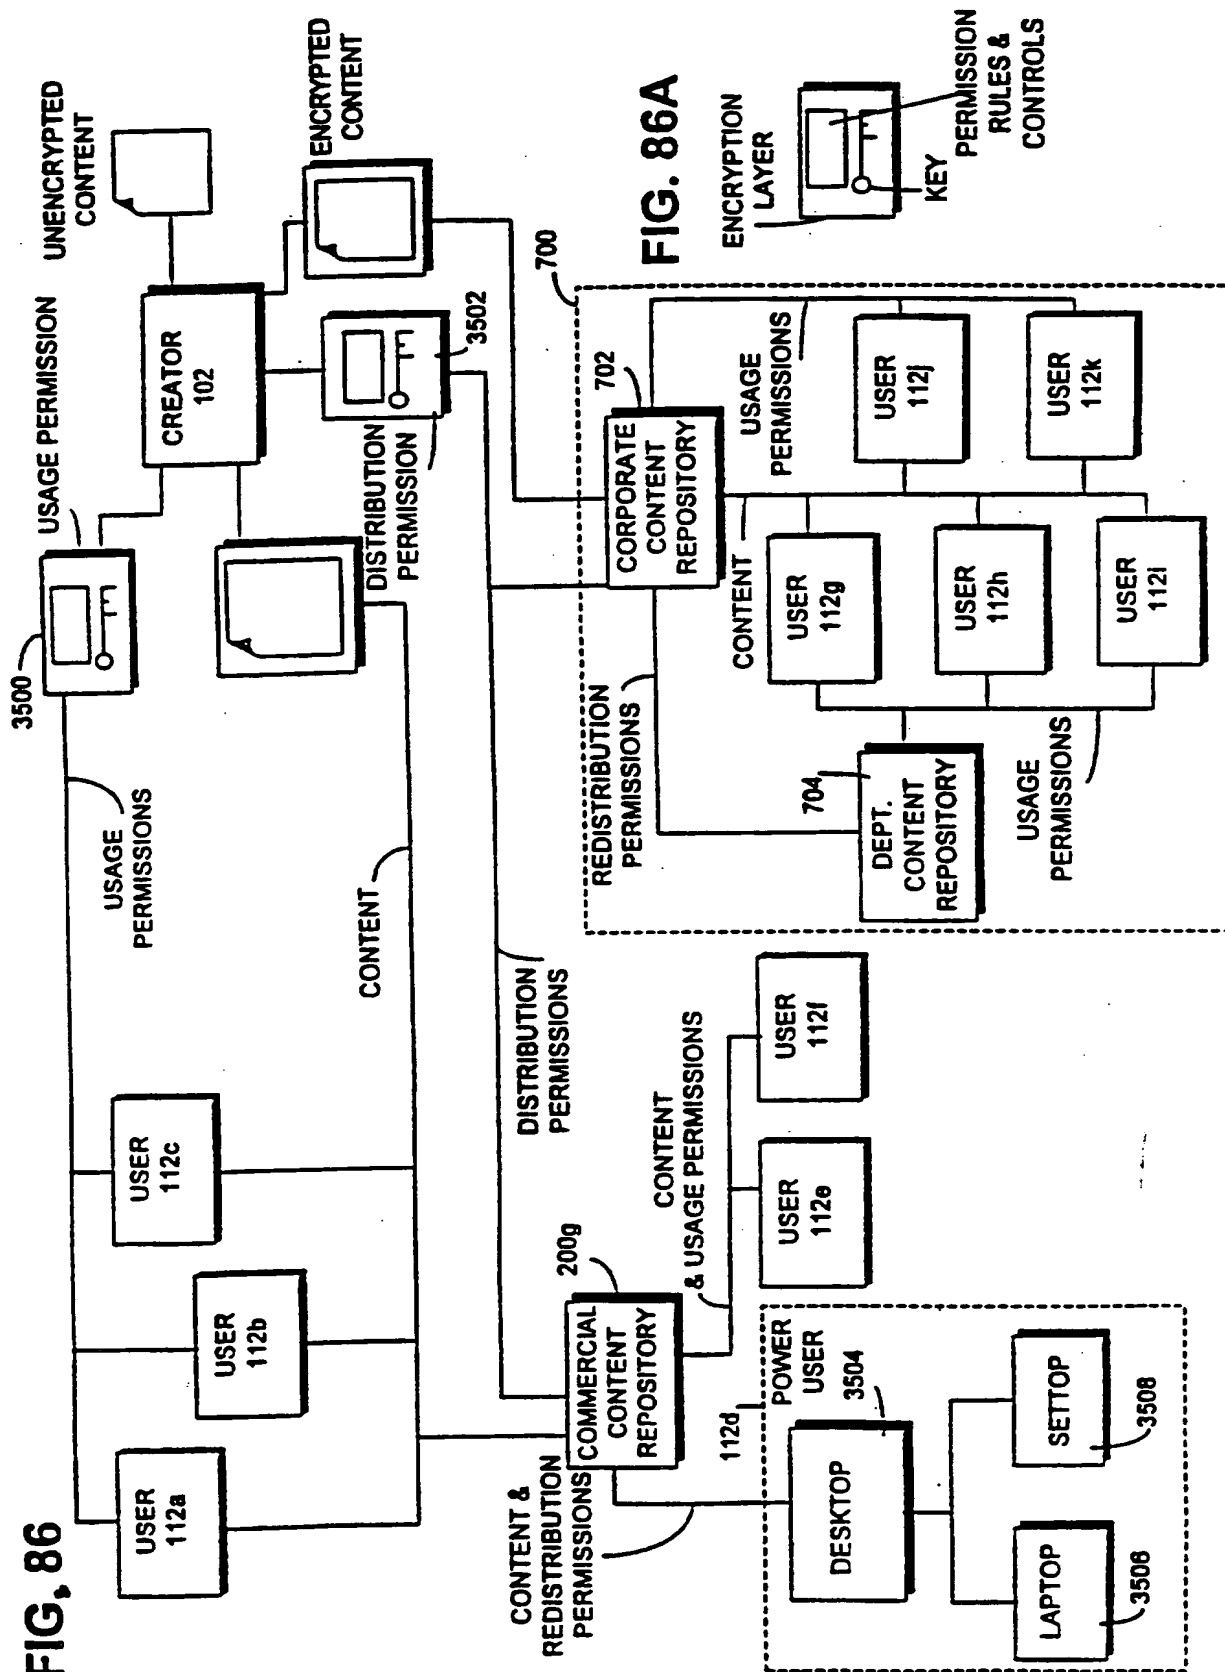 FIG. 86
UNENCRYPTED
CONTENT
USAGE PERMISSION
3500
CREATOR
102
ENCRYPTED
CONTENT
3502
DISTRIBUTION
PERMISSION
USAGE
PERMISSIONS
CONTENT
USER
112a
USER
112b
USER
112c
DISTRIBUTION
PERMISSIONS
COMMERCIAL
CONTENT
REPOSITORY
200g
CONTENT &
REDISTRIBUTION
PERMISSIONS
CONTENT
& USAGE PERMISSIONS
USER
112e
USER
112f
112d
POWER
USER
3504
DESKTOP
LAPTOP
3506
SETTOP
3508
700
CORPORATE
CONTENT
REPOSITORY
702
REDISTRIBUTION
PERMISSIONS
CONTENT
USAGE
PERMISSIONS
704
DEPT.
CONTENT
REPOSITORY
USAGE
PERMISSIONS
USER
112g
USER
112h
USER
112i
USER
112j
USER
112k
FIG. 86A
ENCRYPTION
LAYER
KEY
PERMISSION
RULES &
CONTROLS